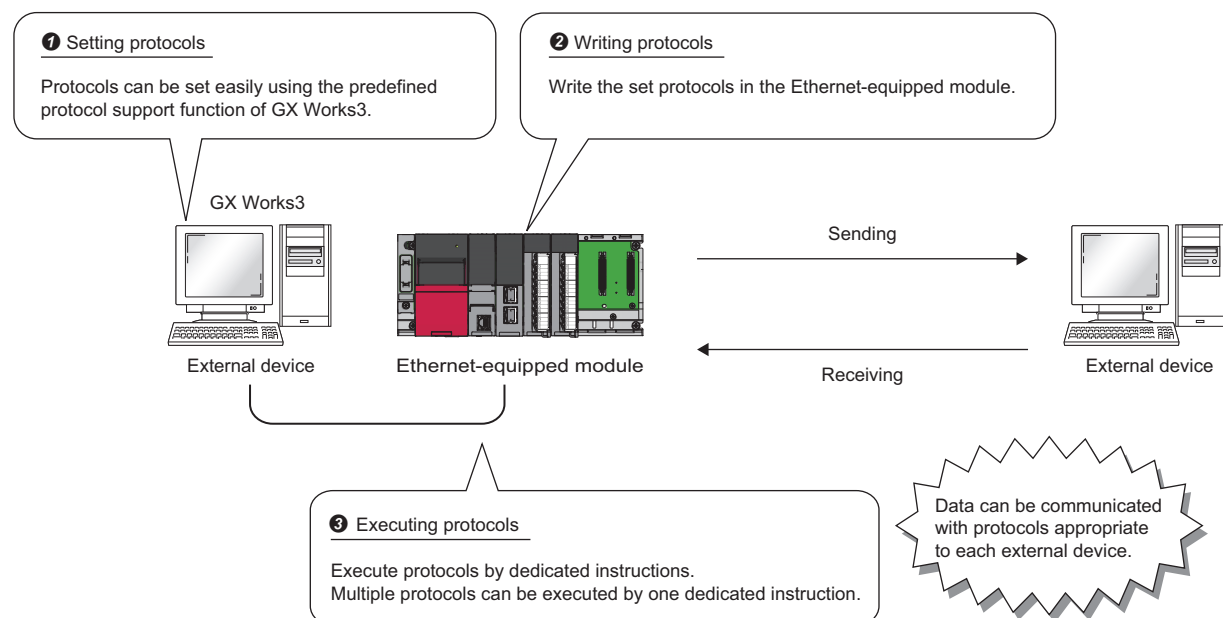 ❶ Setting protocols
Protocols can be set easily using the predefined
protocol support function of GX Works3.
❷ Writing protocols
Write the set protocols in the Ethernet-equipped module.
GX Works3
Sending
External device
Ethernet-equipped module
Receiving
External device
❸ Executing protocols
Execute protocols by dedicated instructions.
Multiple protocols can be executed by one dedicated instruction.
Data can be communicated
with protocols appropriate
to each external device.